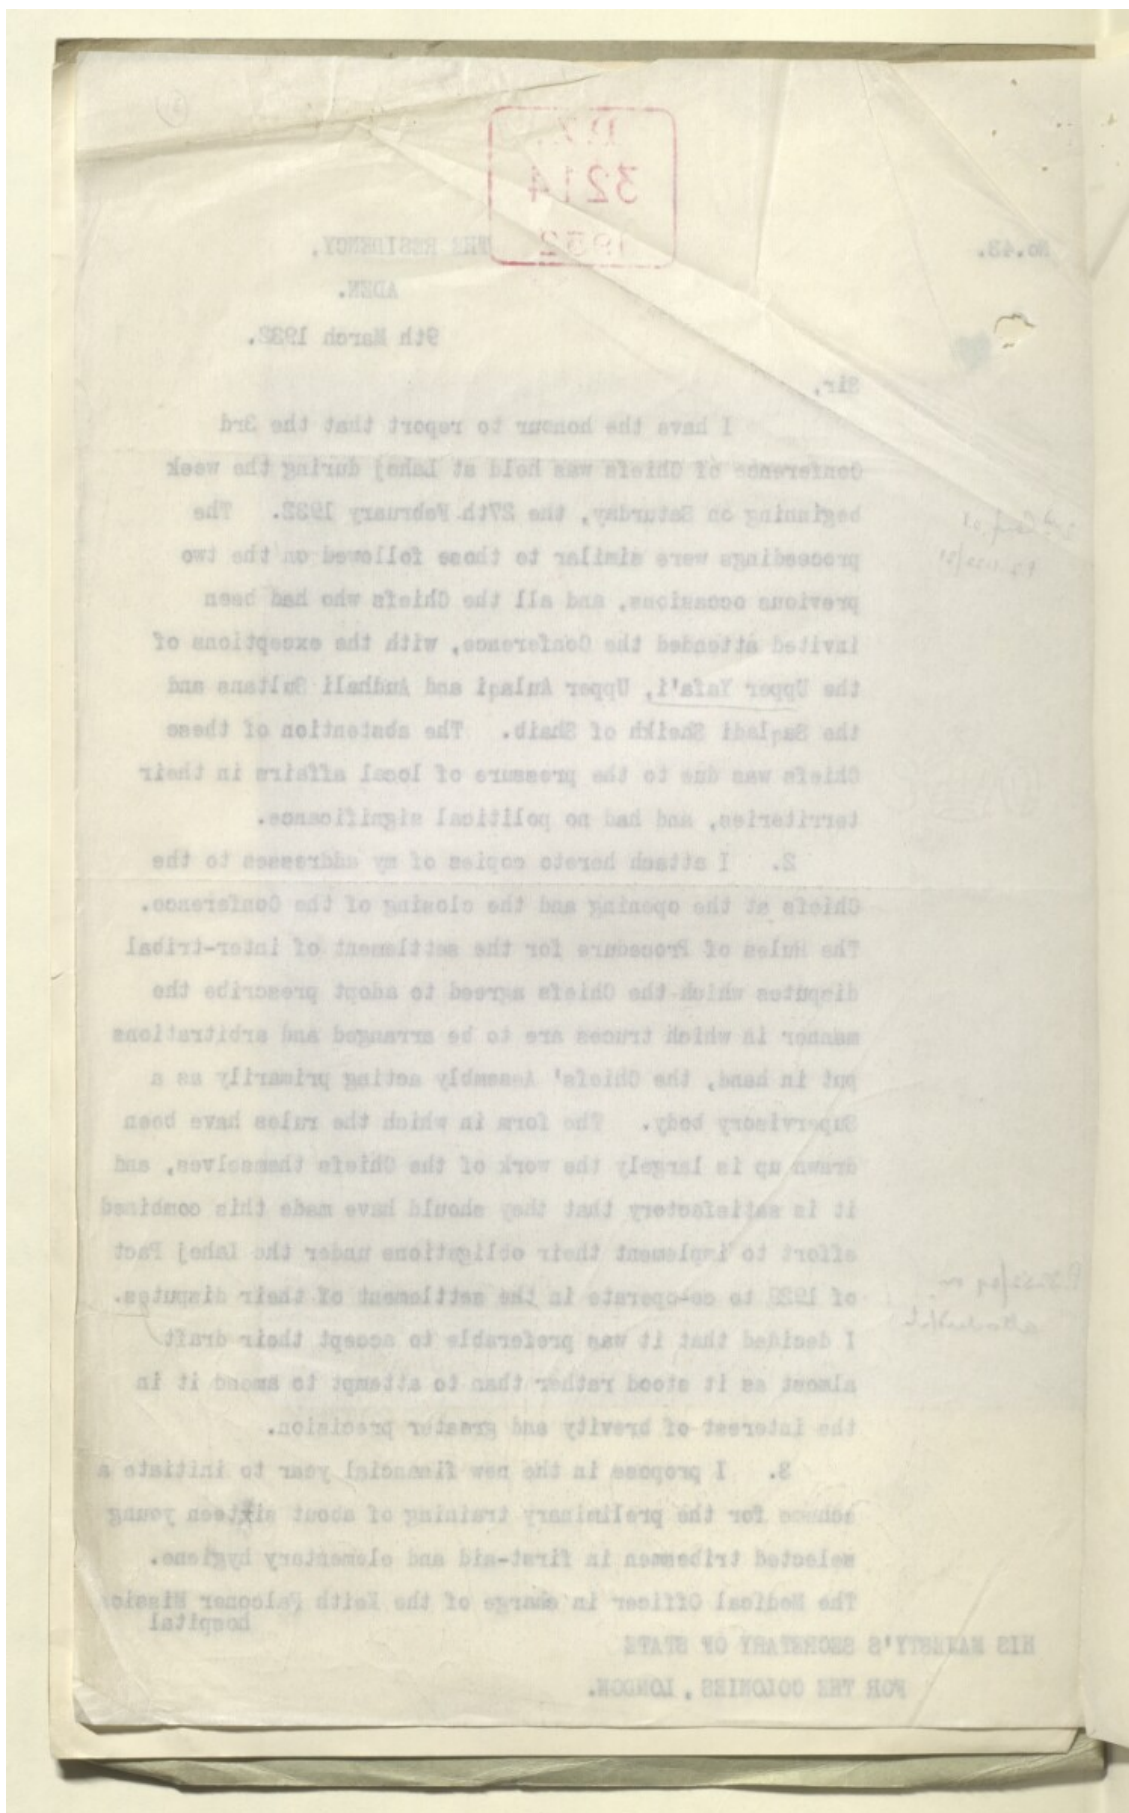 P.Z.
3214
1932
No.43.
THE RESIDENCY,
ADEN.
9th March 1932.
Sir,
I have the honour to report that the 3rd
Conference of Chiefs was held at Lahej during the week
beginning on Saturday, the 27th February 1932. The
proceedings were similar to those followed on the two
previous occasions, and all the Chiefs who had been
invited attended the Conference, with the exceptions of
the Upper Yafa'i, Upper Aulaqi and Audheli Sultans and
the Saqladi Sheikh of Shaib. The abstention of these
Chiefs was due to the pressure of local affairs in their
territories, and had no political significance.
2. I attach hereto copies of my addresses to the
Chiefs at the opening and the closing of the Conference.
The Rules of Procedure for the settlement of inter-tribal
disputes which the Chiefs agreed to adopt prescribe the
manner in which truces are to be arranged and arbitrations
put in hand, the Chiefs' Assembly acting primarily as a
Supervisory body. The form in which the rules have been
drawn up is largely the work of the Chiefs themselves, and
it is satisfactory that they should have made this combined
effort to implement their obligations under the Lahej Pact
of 1929 to co-operate in the settlement of their disputes.
I decided that it was preferable to accept their draft
almost as it stood rather than to attempt to amend it in
the interest of brevity and greater precision.
3. I propose in the new financial year to initiate a
scheme for the preliminary training of about sixteen young
selected tribesmen in first-aid and elementary hygiene.
The Medical Officer in charge of the Keith Falconer Mission
hospital
HIS MAJESTY'S SECRETARY OF STATE
FOR THE COLONIES, LONDON.